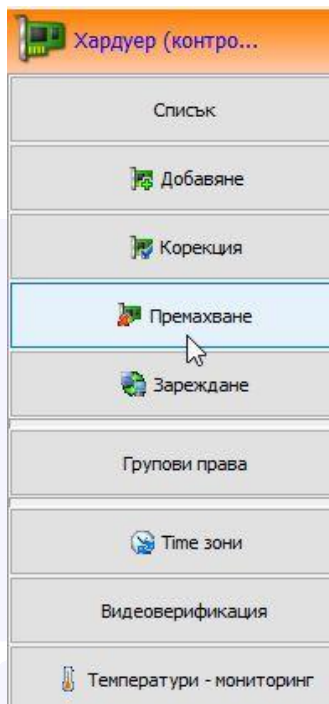 Хардуер (контро...
Списък
Добавяне
Корекция
Премахване
Зареждане
Групови права
Time зони
Видеоверификация
Температури - мониторинг